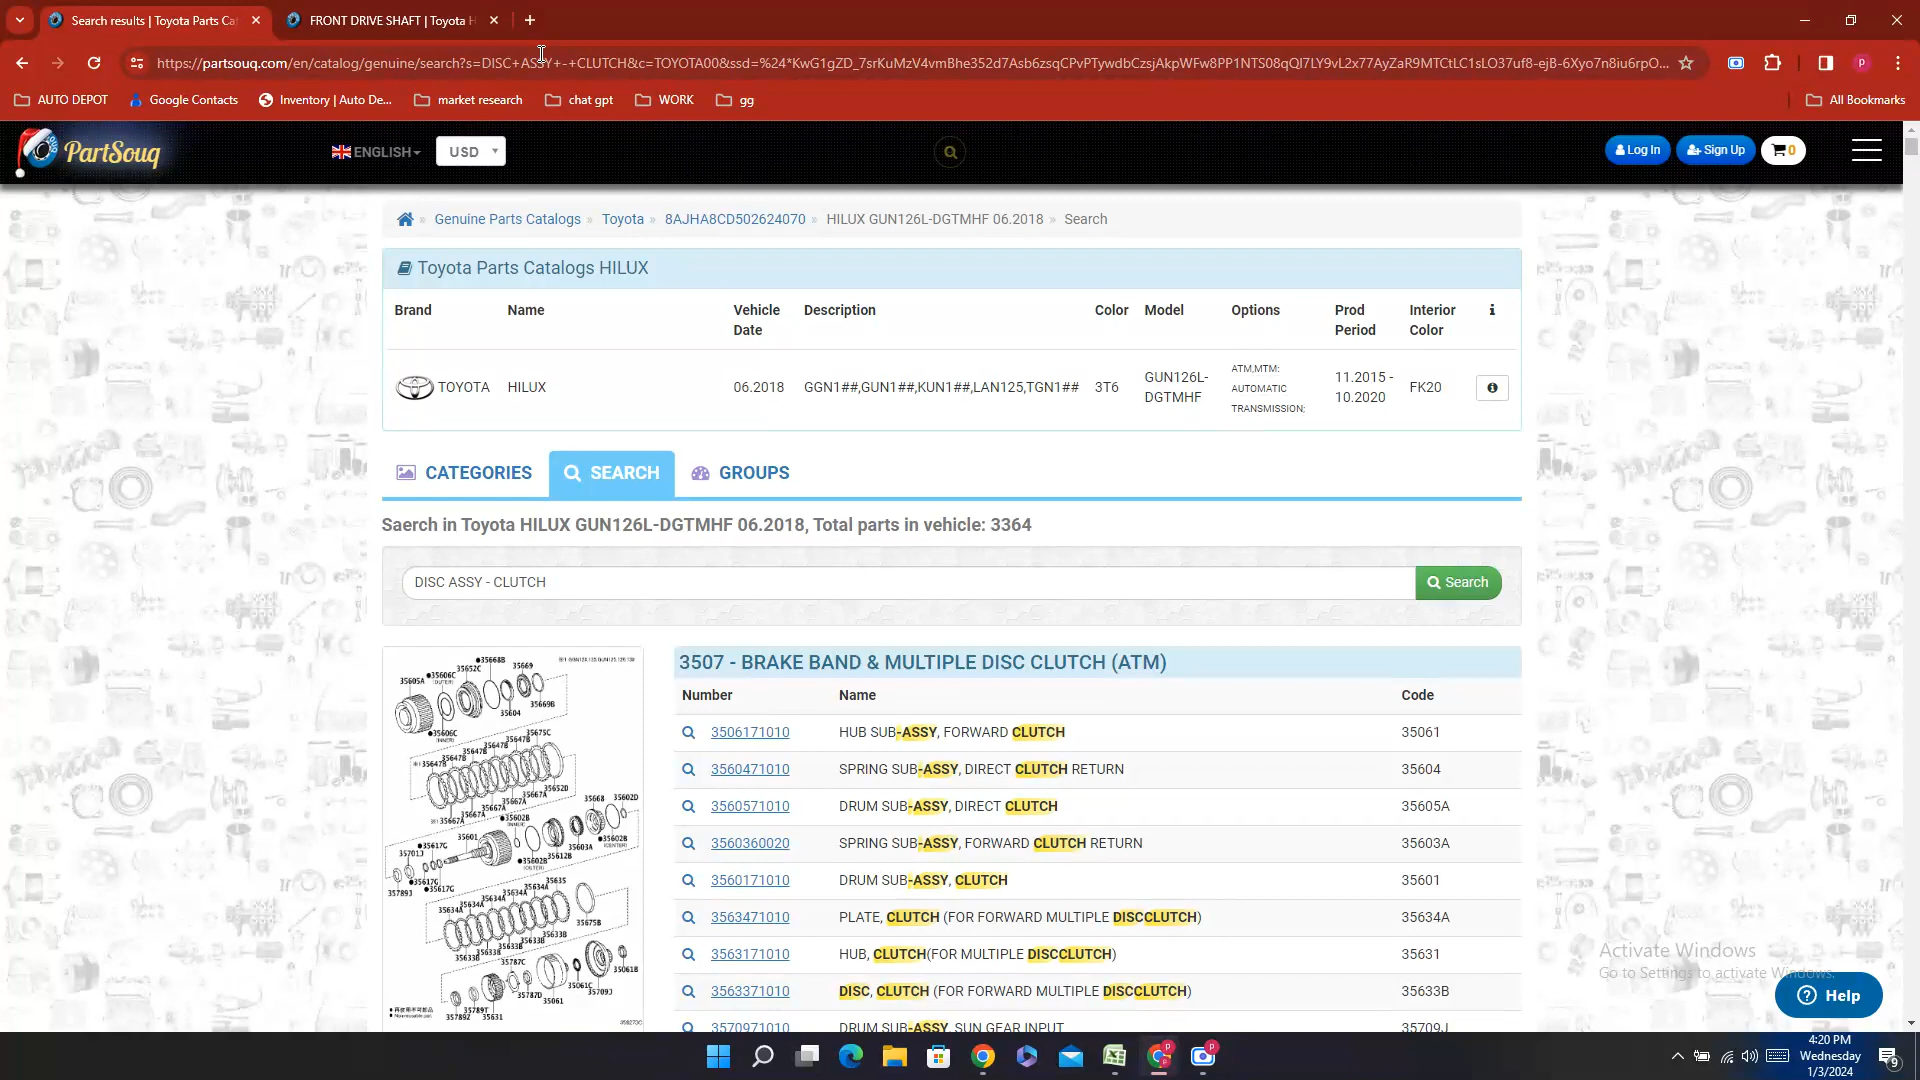 Search results | Toyota Parts Ca
FRONT DRIVE SHAFT | Toyota H
https://partsouq.com/en/catalog/genuine/search?s=DISC+ASSY+-+CLUTCH&c=TOYOTA00&ssd=%24*KwG1gZD_7srKuMzV4vmBhe352d7Asb6zsqCPvPTywdbCzsjAkpWFw8PP1NTS08qQI7LY9vL2x77AyZaR9MTCtLC1sLO37uf8-ejB-6Xyo7n8iu6rpO...
AUTO DEPOT
Google Contacts
Inventory | Auto De...
market research
chat gpt
WORK
gg
All Bookmarks
PartSouq
ENGLISH
USD
Log In
Sign Up
0
» Genuine Parts Catalogs » Toyota » 8AJHA8CD502624070 » HILUX GUN126L-DGTMHF 06.2018 » Search
Toyota Parts Catalogs HILUX
Brand Name Vehicle Date Description Color Model Options Prod Period Interior Color
TOYOTA HILUX 06.2018 GGN1##,GUN1##,KUN1##,LAN125,TGN1## 3T6 GUN126L-DGTMHF ATM,MTM: AUTOMATIC TRANSMISSION; 11.2015 - 10.2020 FK20
CATEGORIES
SEARCH
GROUPS
Saerch in Toyota HILUX GUN126L-DGTMHF 06.2018, Total parts in vehicle: 3364
DISC ASSY - CLUTCH
Search
3507 - BRAKE BAND & MULTIPLE DISC CLUTCH (ATM)
Number Name Code
3506171010 HUB SUB-ASSY, FORWARD CLUTCH 35061
3560471010 SPRING SUB-ASSY, DIRECT CLUTCH RETURN 35604
3560571010 DRUM SUB-ASSY, DIRECT CLUTCH 35605A
3560360020 SPRING SUB-ASSY, FORWARD CLUTCH RETURN 35603A
3560171010 DRUM SUB-ASSY, CLUTCH 35601
3563471010 PLATE, CLUTCH (FOR FORWARD MULTIPLE DISCCLUTCH) 35634A
3563171010 HUB, CLUTCH(FOR MULTIPLE DISCCLUTCH) 35631
3563371010 DISC, CLUTCH (FOR FORWARD MULTIPLE DISCCLUTCH) 35633B
3570971010 DRUM SUB-ASSY, SUN GEAR INPUT 35709J
Activate Windows
Go to Settings to activate Windows.
Help
4:20 PM
Wednesday
1/3/2024
9